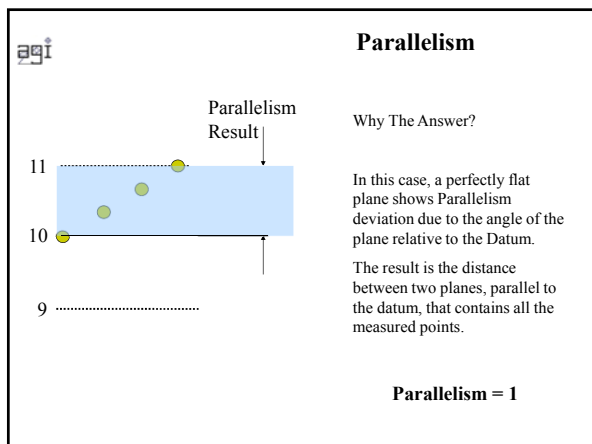 agi
Parallelism
Parallelism
Result
11
10
9
Why The Answer?
In this case, a perfectly flat
plane shows Parallelism
deviation due to the angle of the
plane relative to the Datum.
The result is the distance
between two planes, parallel to
the datum, that contains all the
measured points.
Parallelism = 1